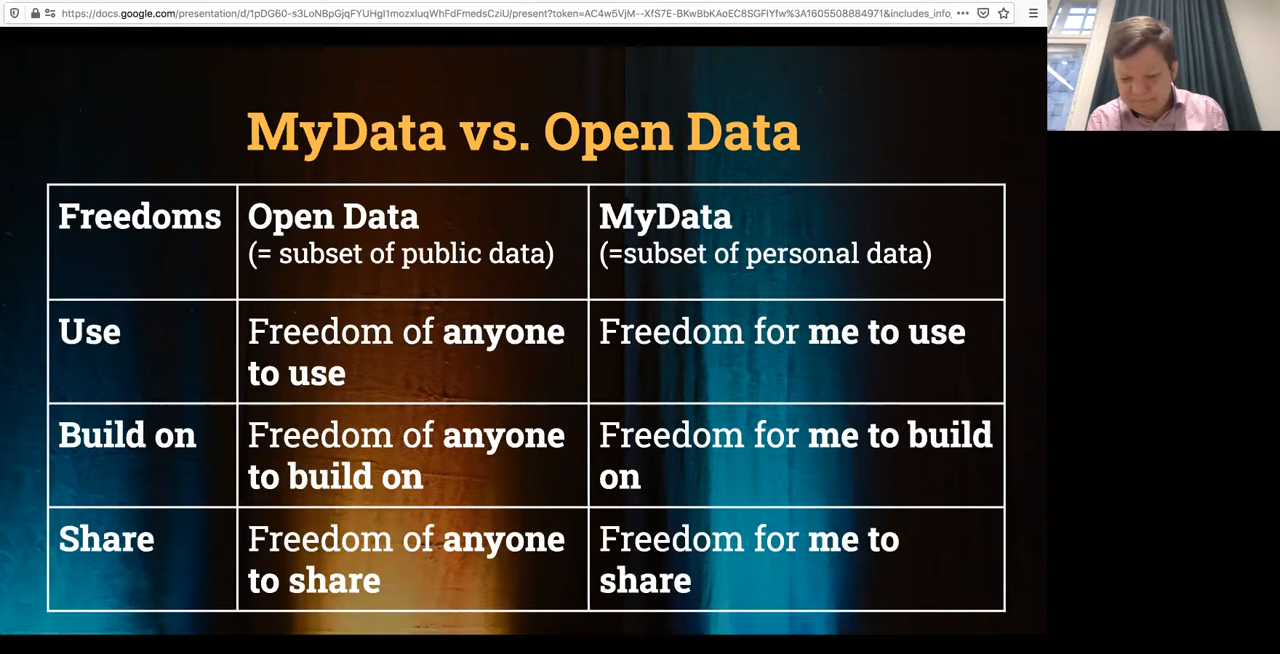 https://docs.google.com/presentation/d/1pDG60-s3LoNBpGjqFYUHgI1mozxluqWhFdFmedsCziU/present?token=AC4w5VjM--XfS7E-BKwBbKAoEC8SGFlYfw%3A1605508884971&includes_info_
MyData vs. Open Data
Freedoms
Open Data
(= subset of public data)
MyData
(=subset of personal data)
Use
Freedom of anyone
to use
Freedom for me to use
Build on
Freedom of anyone
to build on
Freedom for me to build
on
Share
Freedom of anyone
to share
Freedom for me to
share